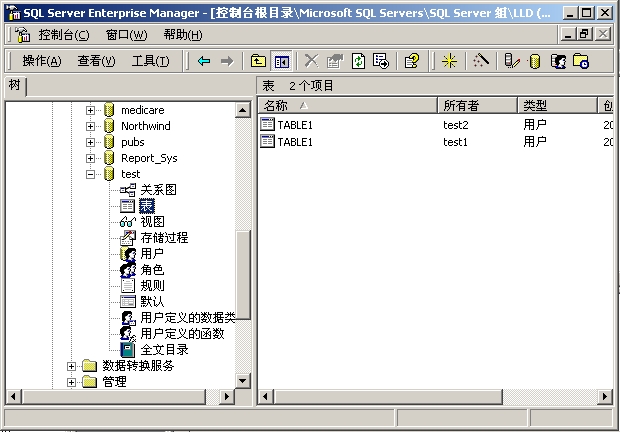 SQL Server Enterprise Manager - [控制台根目录\Microsoft SQL Servers\SQL Server 组\LLD (...
控制台(C) 窗口(W) 帮助(H)
操作(A) 查看(V) 工具(T)
树
表 2 个项目
名称 所有者 类型 创
TABLE1 test2 用户 20
TABLE1 test1 用户 20
medicare
Northwind
pubs
Report_Sys
test
关系图
表
视图
存储过程
用户
角色
规则
默认
用户定义的数据类
用户定义的函数
全文目录
数据转换服务
管理